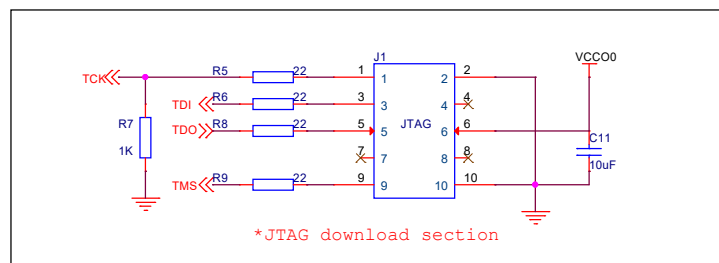 J1
VCCO0
TCK R5 22 1 1 2 2
TDI R6 22 3 3 4 4
TDO R8 22 5 5 JTAG 6 6
R7 1K
7 7 8 8
C11
10uF
TMS R9 22 9 9 10 10
*JTAG download section